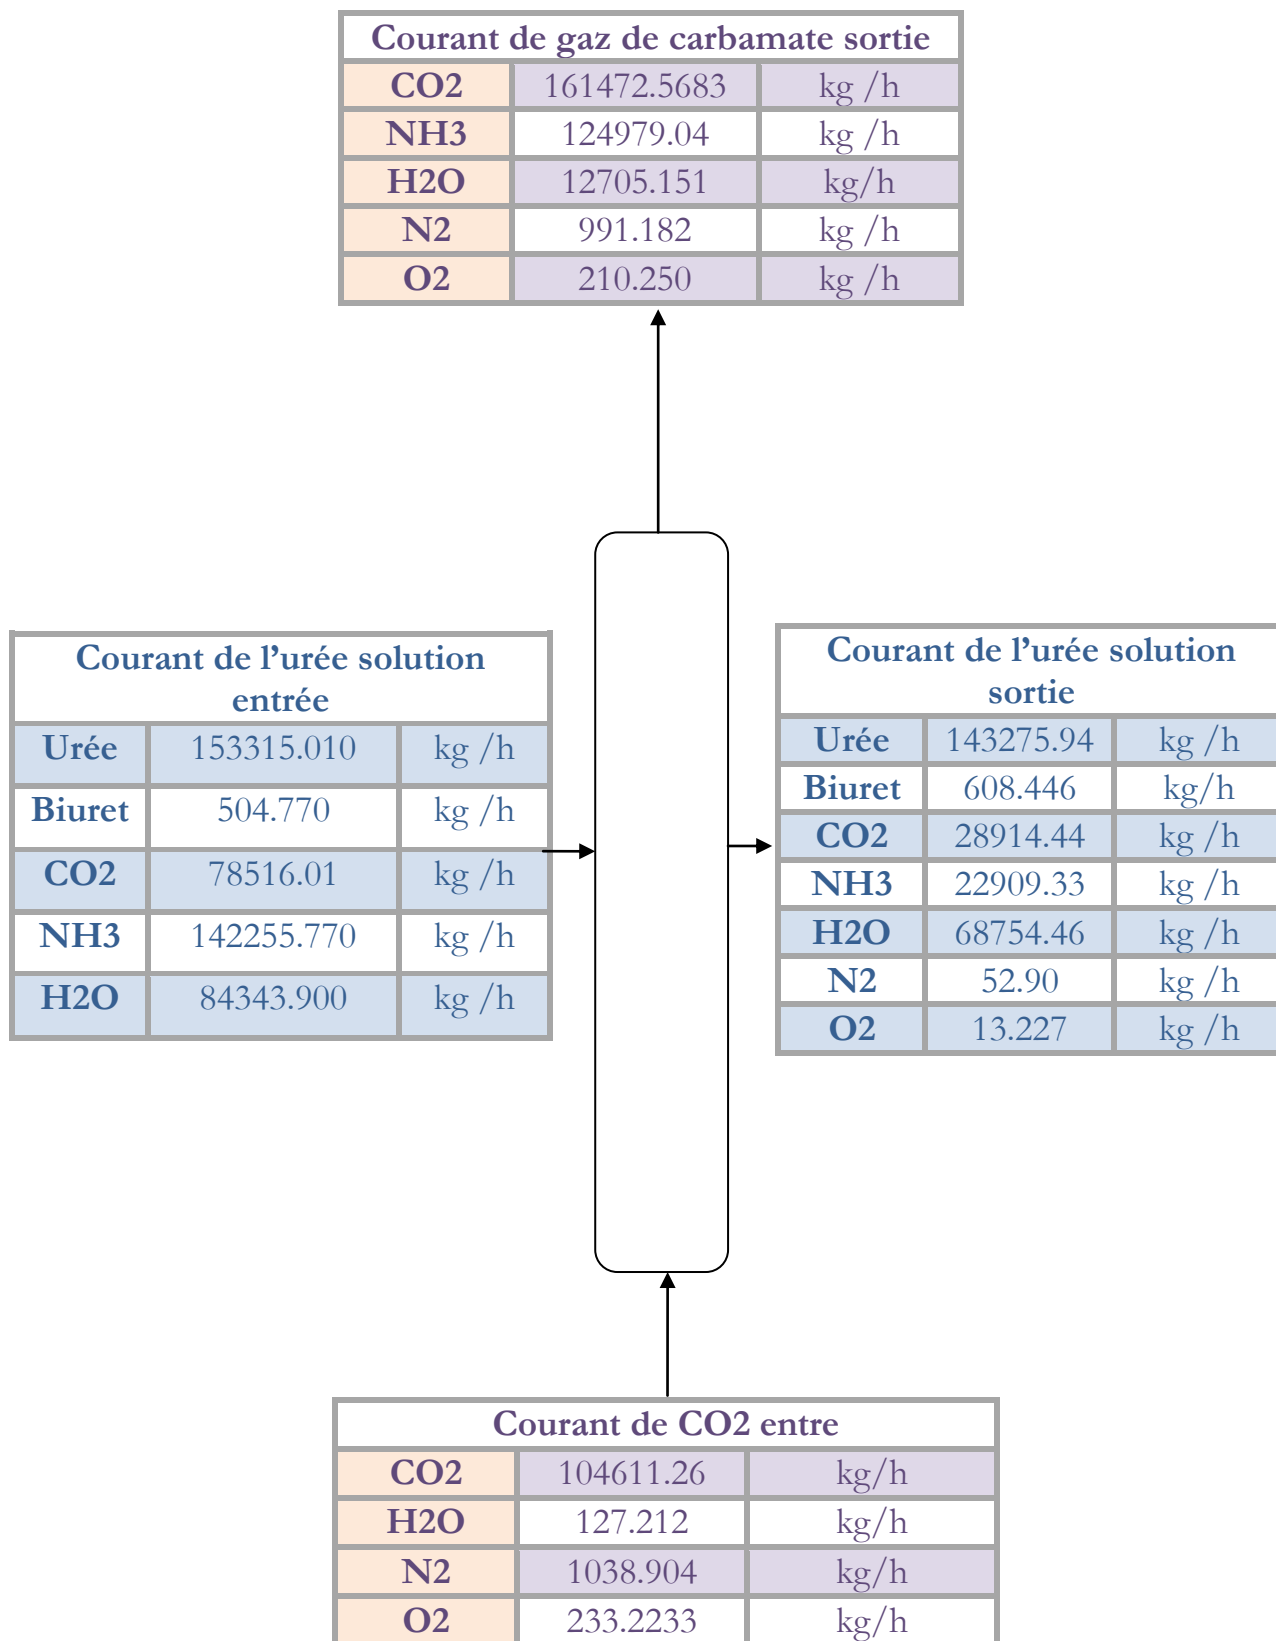 Courant de gaz de carbamate sortie
CO2 161472.5683 kg /h
NH3 124979.04 kg /h
H2O 12705.151 kg/h
N2 991.182 kg /h
O2 210.250 kg /h
Courant de l’urée solution
entrée
Urée 153315.010 kg /h
Biuret 504.770 kg /h
CO2 78516.01 kg /h
NH3 142255.770 kg /h
H2O 84343.900 kg /h
Courant de l’urée solution
sortie
Urée 143275.94 kg /h
Biuret 608.446 kg/h
CO2 28914.44 kg /h
NH3 22909.33 kg /h
H2O 68754.46 kg /h
N2 52.90 kg /h
O2 13.227 kg /h
Courant de CO2 entre
CO2 104611.26 kg/h
H2O 127.212 kg/h
N2 1038.904 kg/h
O2 233.2233 kg/h